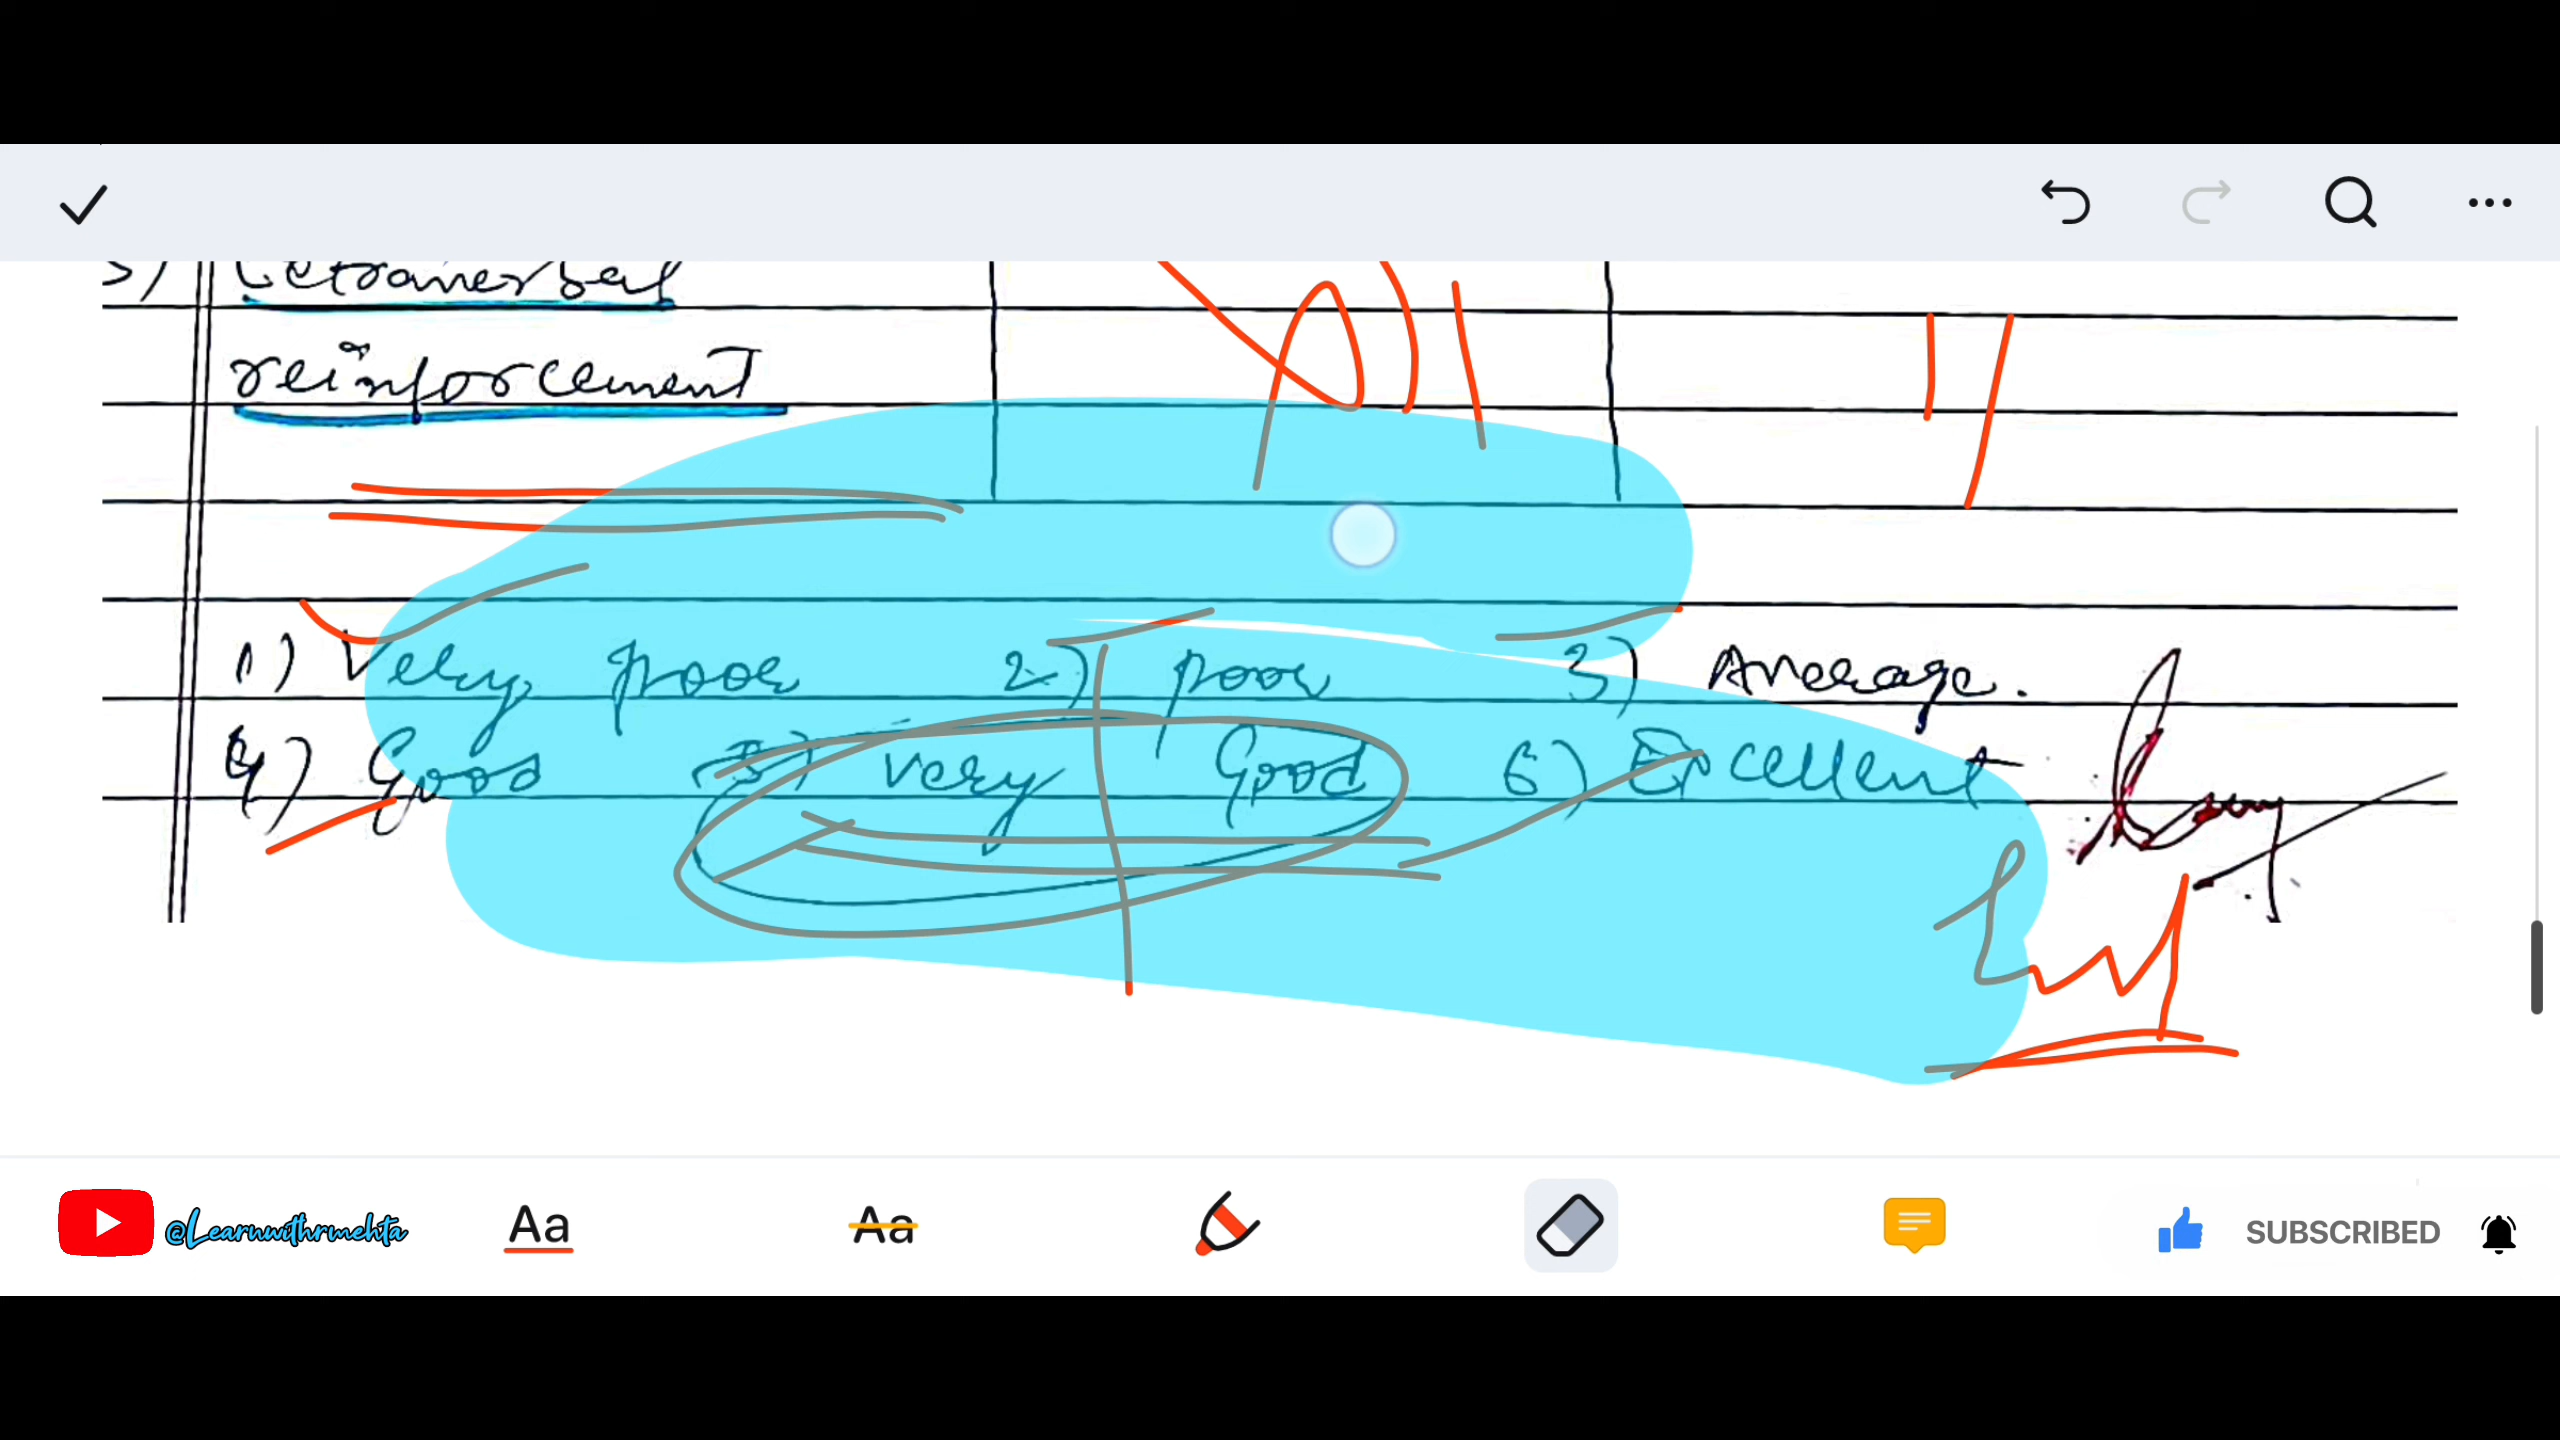 reinforcement
1) Very poor 2) poor 3) Average.
4) Good 5) very Good 6) Excellent
@Learnwithrmehta Aa Aa SUBSCRIBED